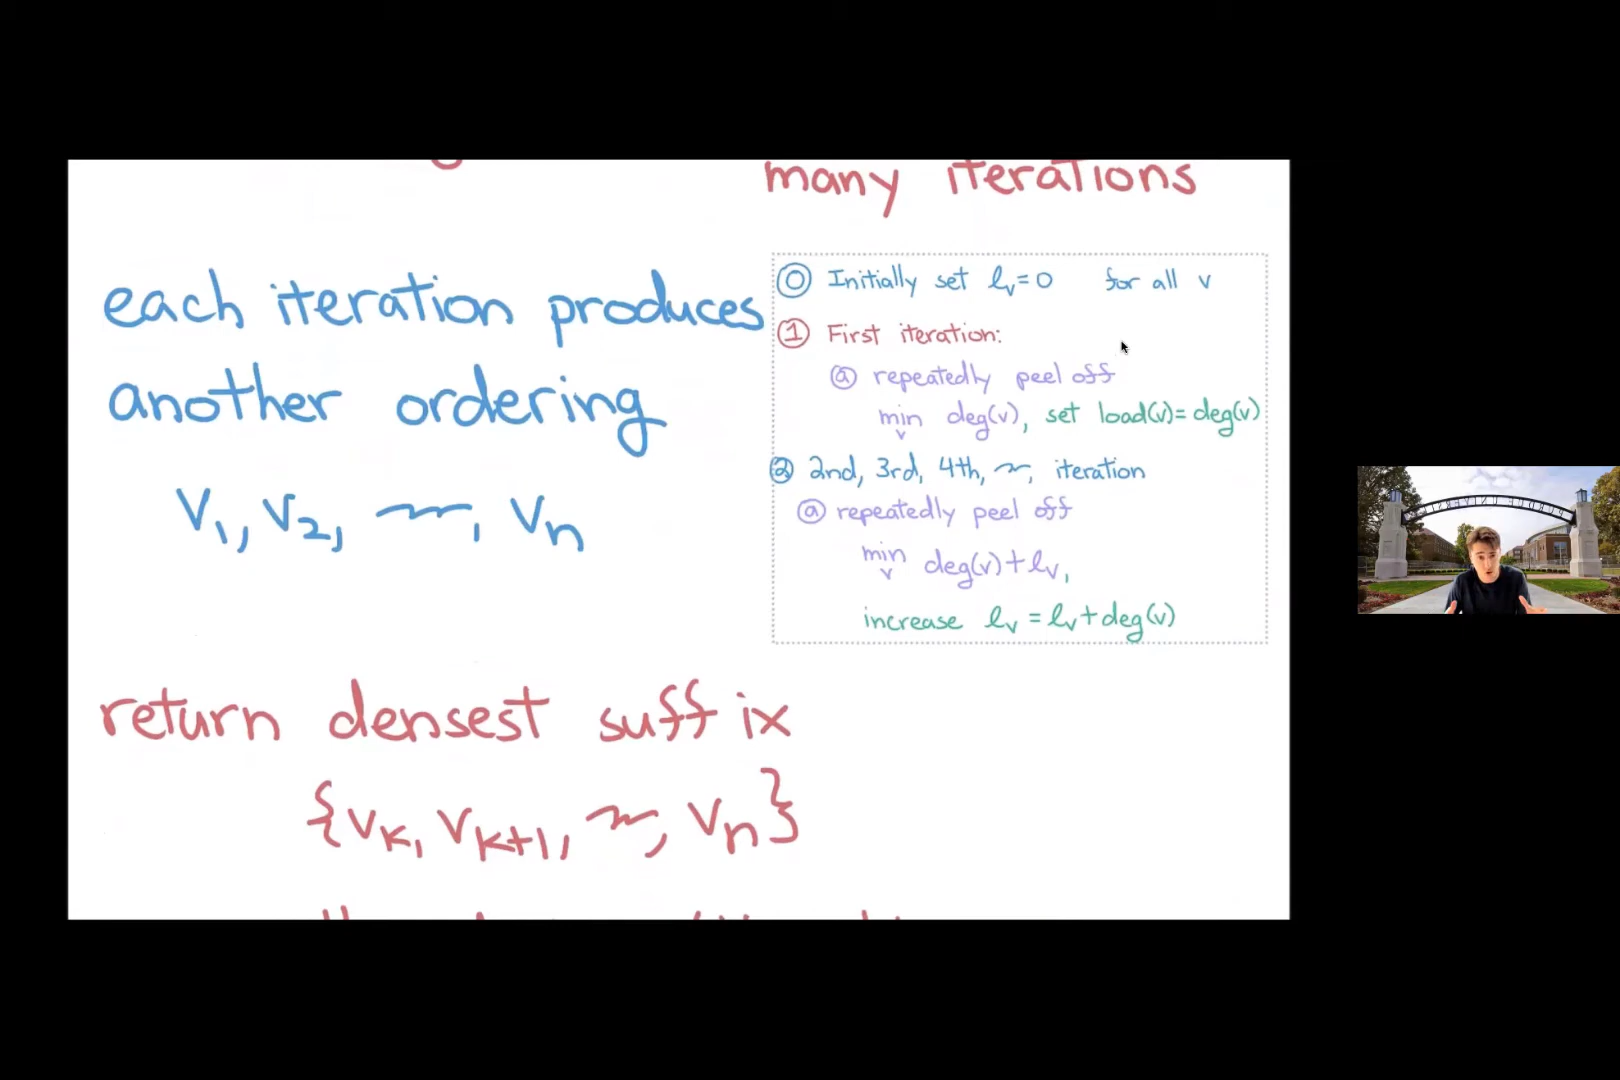 many iterations
each iteration produces
another ordering
v₁, v₂, ~, vₙ
⓪ Initially set ℓᵥ=0 for all v
① First iteration:
ⓐ repeatedly peel off
min deg(v), set load(v)=deg(v)
v
② 2nd, 3rd, 4th, ~, iteration
ⓐ repeatedly peel off
min deg(v)+ℓᵥ,
v
increase ℓᵥ=ℓᵥ+deg(v)
return densest suffix
{vₖ, vₖ₊₁, ~, vₙ}